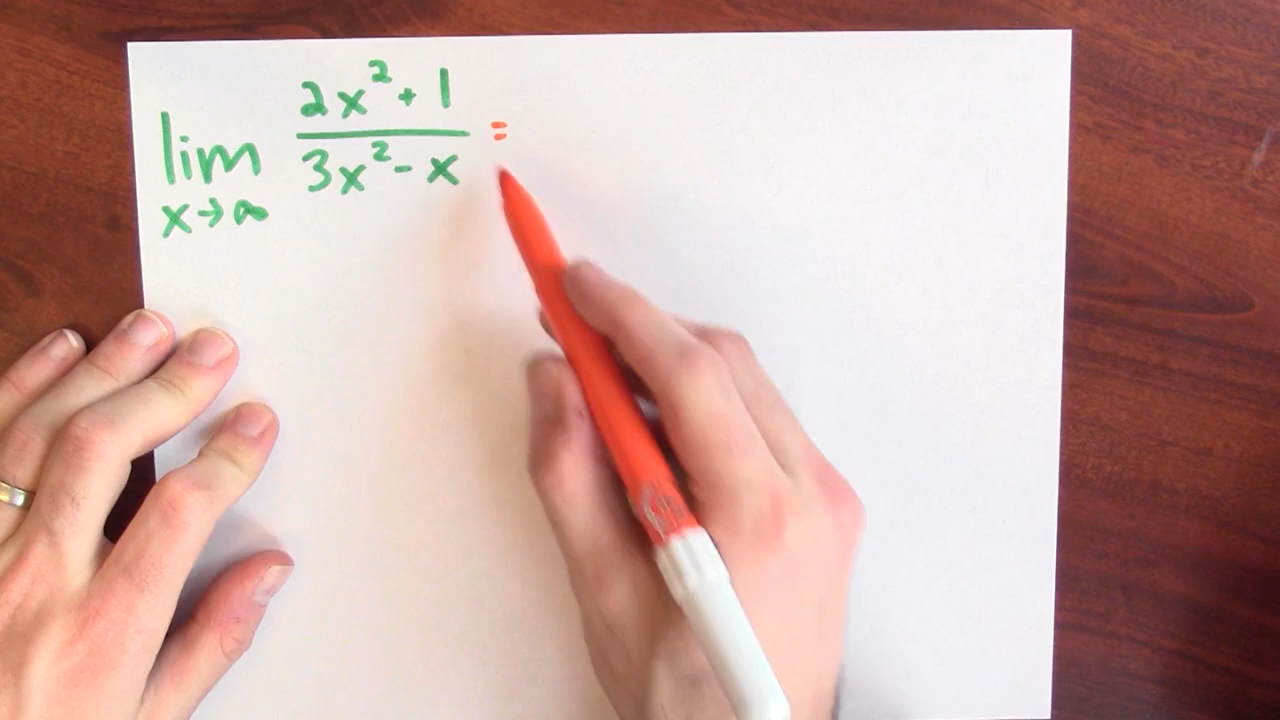 lim 2x² + 1 / 3x² - x =
x→∞